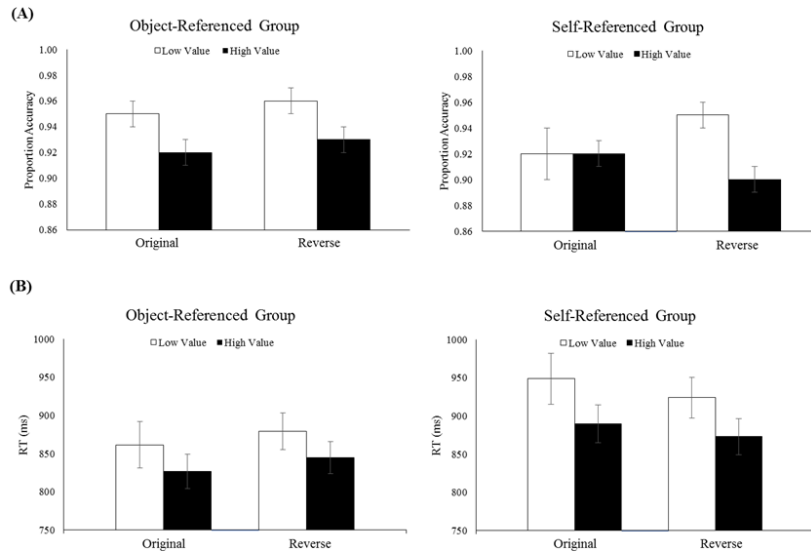 (A)
Object-Referenced Group
Low Value High Value
Proportion Accuracy
1.00
0.98
0.96
0.94
0.92
0.90
0.88
0.86
Original Reverse
Self-Referenced Group
Low Value High Value
Proportion Accuracy
1.00
0.98
0.96
0.94
0.92
0.90
0.88
0.86
Original Reverse
(B)
Object-Referenced Group
Low Value High Value
RT (ms)
1000
950
900
850
800
750
Original Reverse
Self-Referenced Group
Low Value High Value
RT (ms)
1000
950
900
850
800
750
Original Reverse